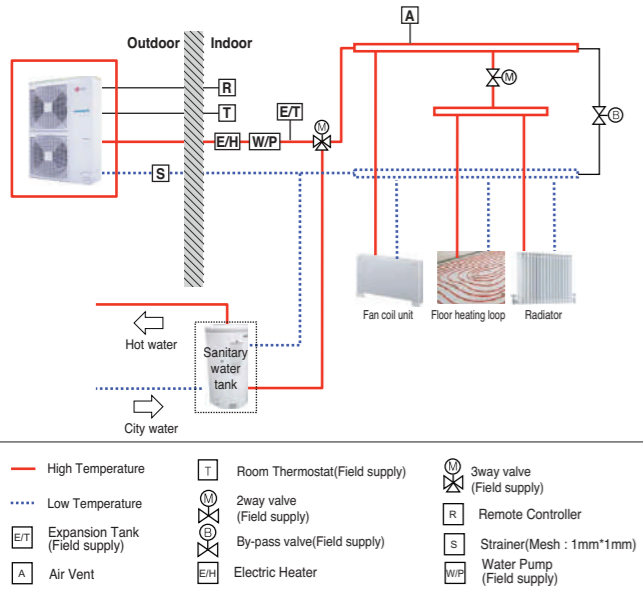 A
Outdoor
Indoor
R
M
E/T
T
B
M
E/H
W/P
S
Fan coil unit
Floor heating loop
Radiator
Hot water
Sanitary
water
tank
City water
High Temperature
T
Room Thermostat(Field supply)
M
3way valve
(Field supply)
Low Temperature
M
2way valve
(Field supply)
R
Remote Controller
E/T
Expansion Tank
(Field supply)
B
By-pass valve(Field supply)
S
Strainer(Mesh : 1mm*1mm)
A
Air Vent
E/H
Electric Heater
W/P
Water Pump
(Field supply)